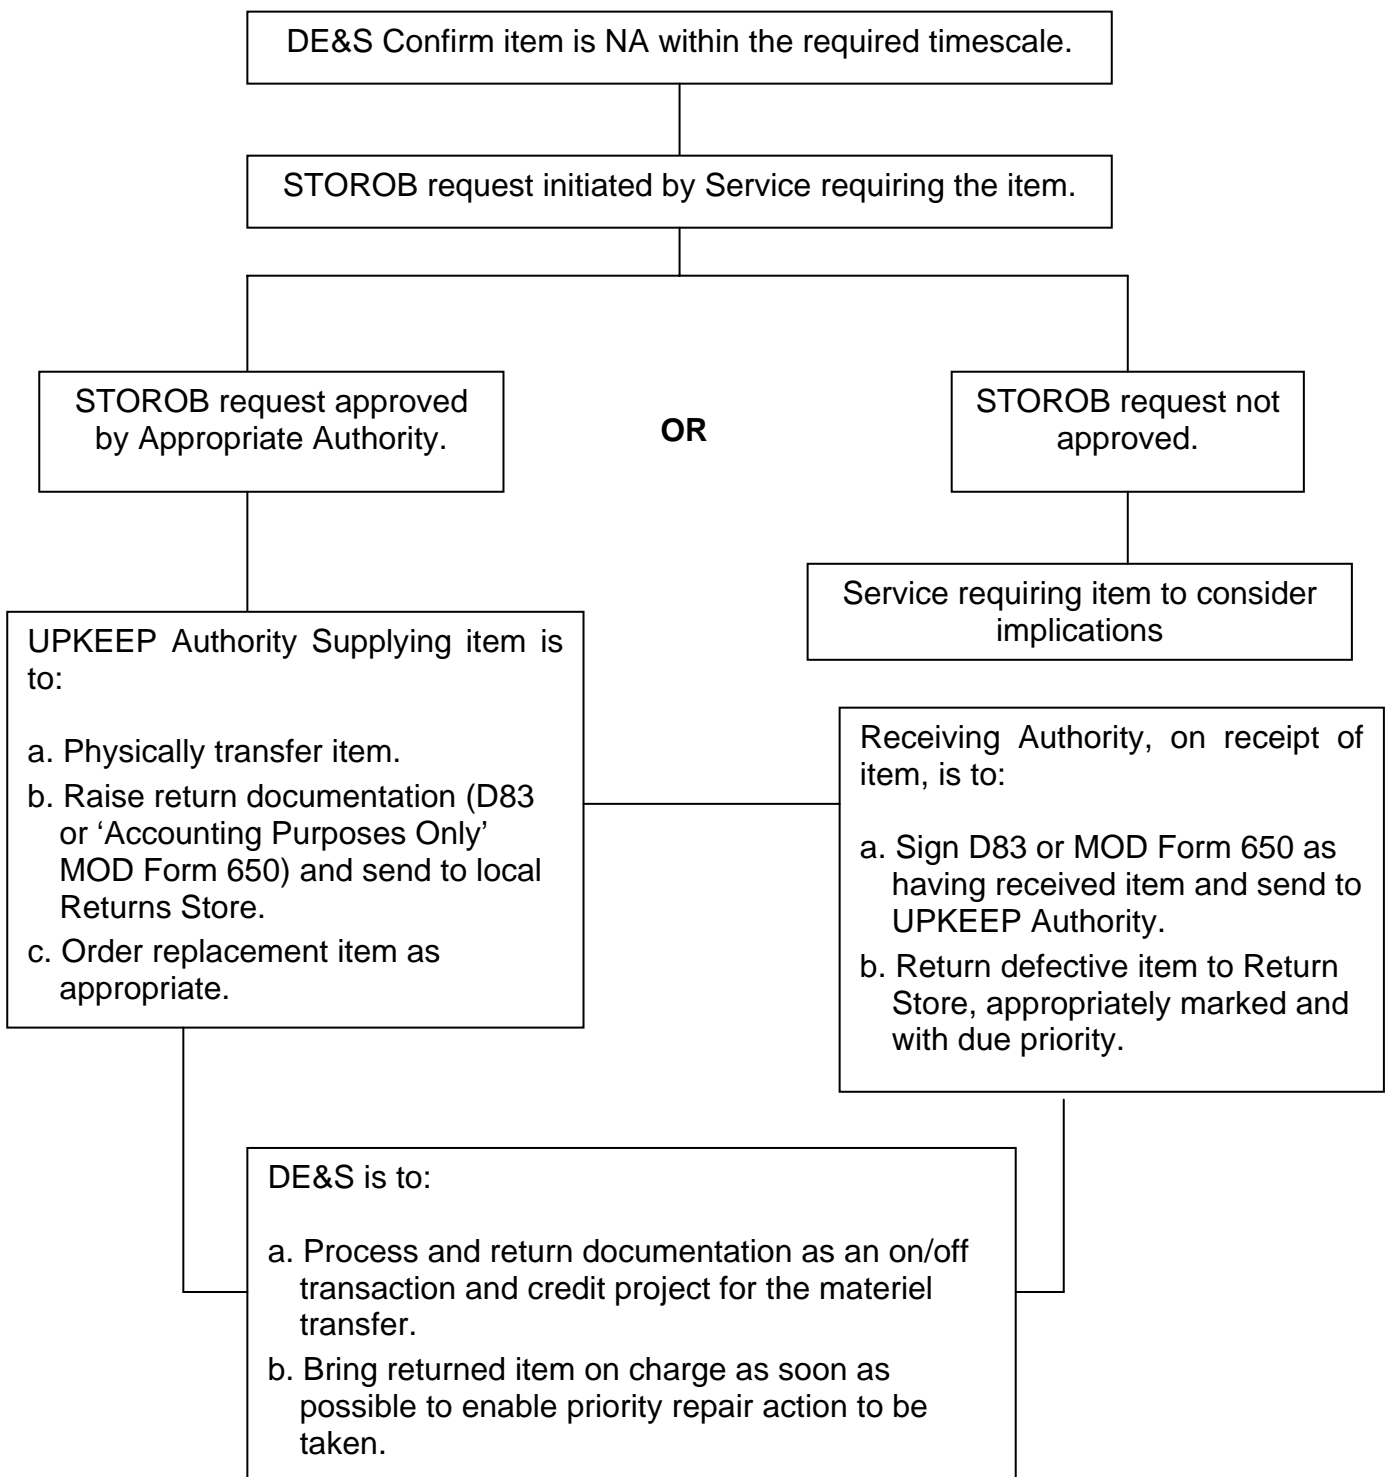 DE&S Confirm item is NA within the required timescale.
STOROB request initiated by Service requiring the item.
STOROB request approved
by Appropriate Authority.
OR
STOROB request not
approved.
Service requiring item to consider
implications
UPKEEP Authority Supplying item is
to:
a. Physically transfer item.
b. Raise return documentation (D83
or ‘Accounting Purposes Only’
MOD Form 650) and send to local
Returns Store.
c. Order replacement item as
appropriate.
Receiving Authority, on receipt of
item, is to:
a. Sign D83 or MOD Form 650 as
having received item and send to
UPKEEP Authority.
b. Return defective item to Return
Store, appropriately marked and
with due priority.
DE&S is to:
a. Process and return documentation as an on/off
transaction and credit project for the materiel
transfer.
b. Bring returned item on charge as soon as
possible to enable priority repair action to be
taken.